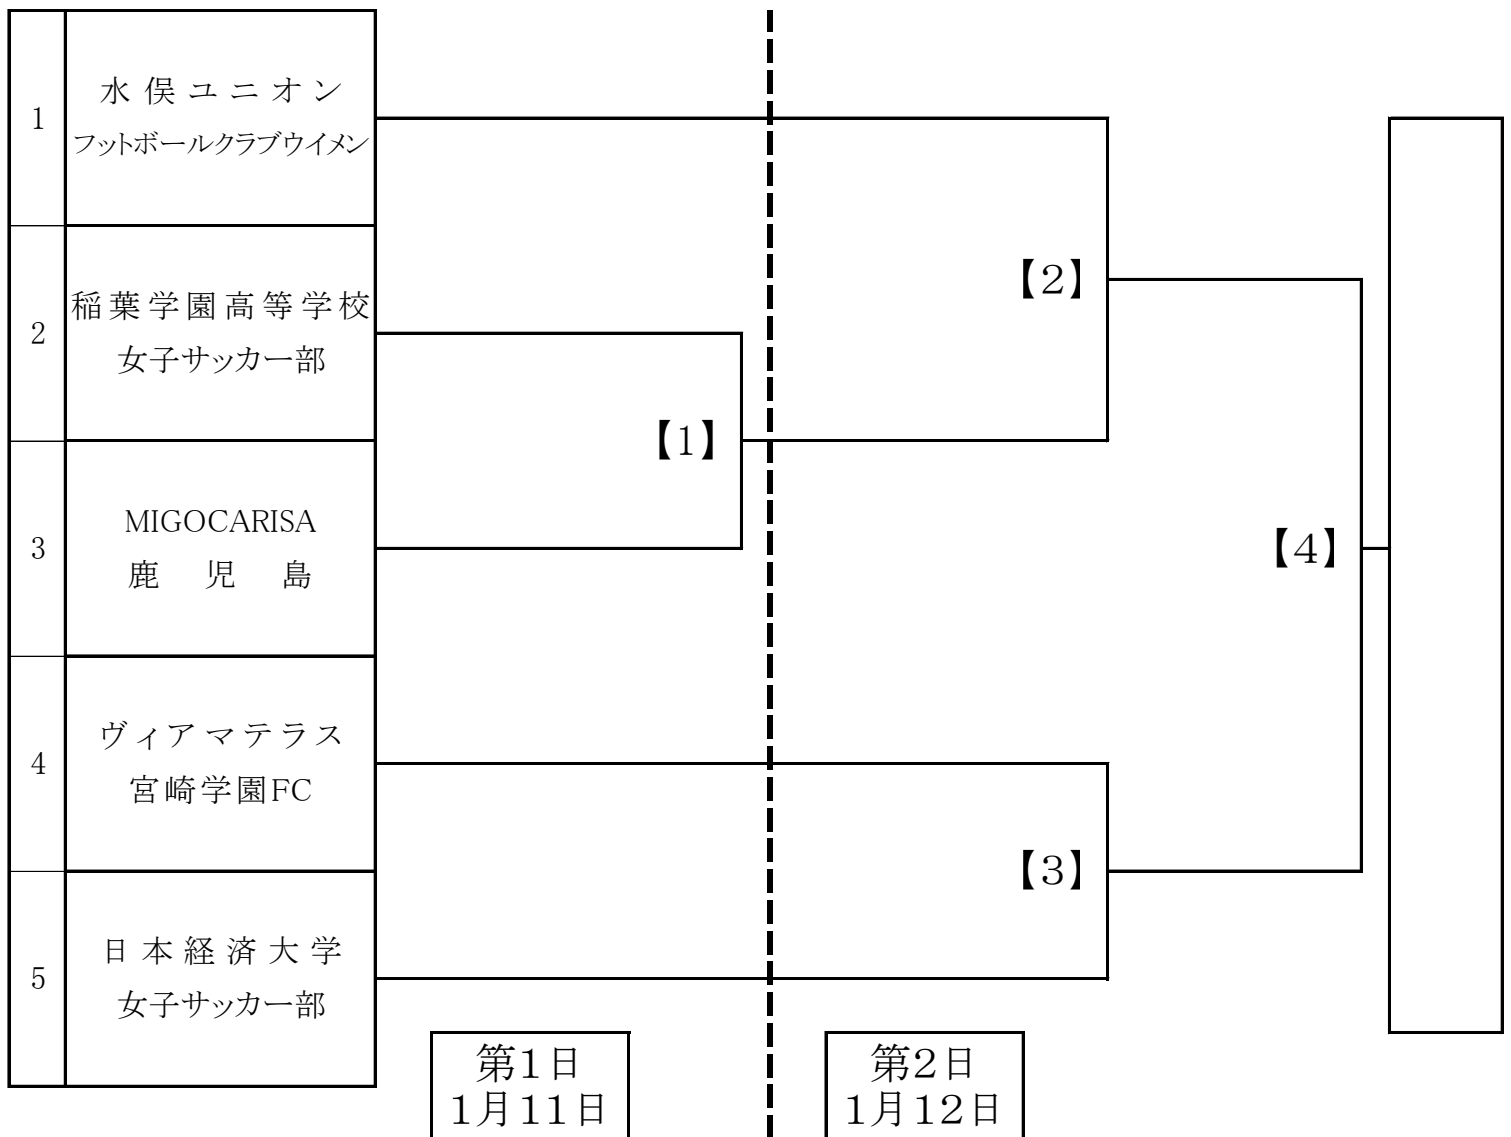 1
水俣ユニオン
フットボールクラブウイメン
2
稲葉学園高等学校
女子サッカー部
3
MIGOCARISA
鹿児島
4
ヴィアマテラス
宮崎学園FC
5
日本経済大学
女子サッカー部
【1】
【2】
【3】
【4】
第1日
1月11日
第2日
1月12日